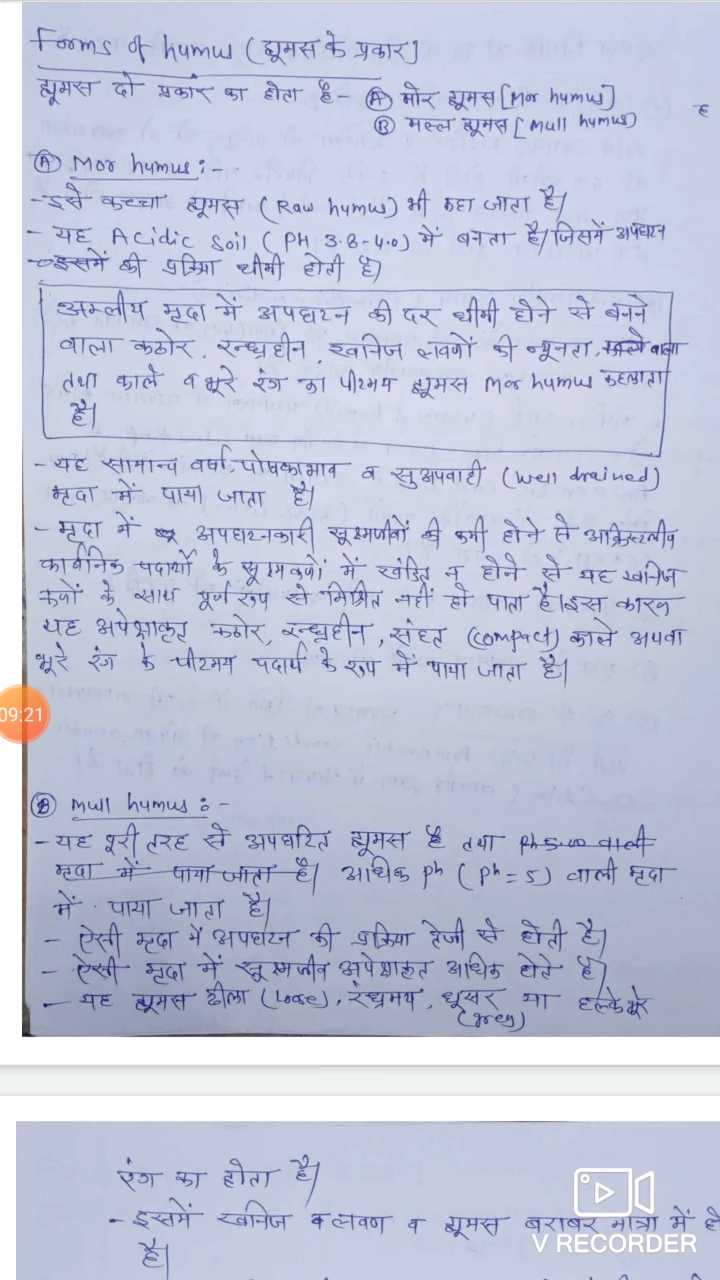 Forms of humus (ह्यूमस के प्रकार)
ह्यूमस दो प्रकार का होता है - (A) मोर ह्यूमस [Mor humus]
(B) मल्ल ह्यूमस [mull humus)
(A) Mor humus :-
- इसे कच्चा ह्यूमस (Raw humus) भी कहा जाता है।
- यह Acidic Soil (PH 3.8-4.0) में बनता है। जिसमें अपघटन
- इसमें की प्रक्रिया धीमी होती है।
अम्लीय मृदा में अपघटन की दर धीमी होने से बनने
वाला कठोर, रन्ध्रहीन, खनिज लवणों की न्यूनता, वाला
तथा काले व भूरे रंग का पीटमय ह्यूमस Mor humus कहलाता
है।
- यह सामान्य वर्षा, पोषकाभाव व सुअपवाही (Well drained)
मृदा में पाया जाता है।
- मृदा में अपघटनकारी सूक्ष्मजीवों की कमी होने से आक्रिस्टलीय
कार्बनिक पदार्थों के सूक्ष्मकणों में खंडित न होने से यह खनिज
कणों के साथ पूर्ण रूप से मिश्रित नहीं हो पाता है। इस कारण
यह अपेक्षाकृत कठोर, रन्ध्रहीन, संहत (Compact) काले अथवा
भूरे रंग के पीटमय पदार्थ के रूप में पाया जाता है।
09:21
(B) Mull humus :-
- यह पूरी तरह से अपघटित ह्यूमस है तथा वाली
मृदा में पाया जाता है। अधिक ph (Ph = 5) वाली मृदा
में पाया जाता है।
- ऐसी मृदा में अपघटन की प्रक्रिया तेजी से होती है।
- ऐसी मृदा में सूक्ष्मजीव अपेक्षाकृत अधिक होते है।
- यह ह्यूमस ढीला (Loose), रंध्रमय, धूसर या हल्के भूरे
(grey)
रंग का होता है।
- इसमें खनिज लवण व ह्यूमस बराबर मात्रा में
है।
V RECORDER